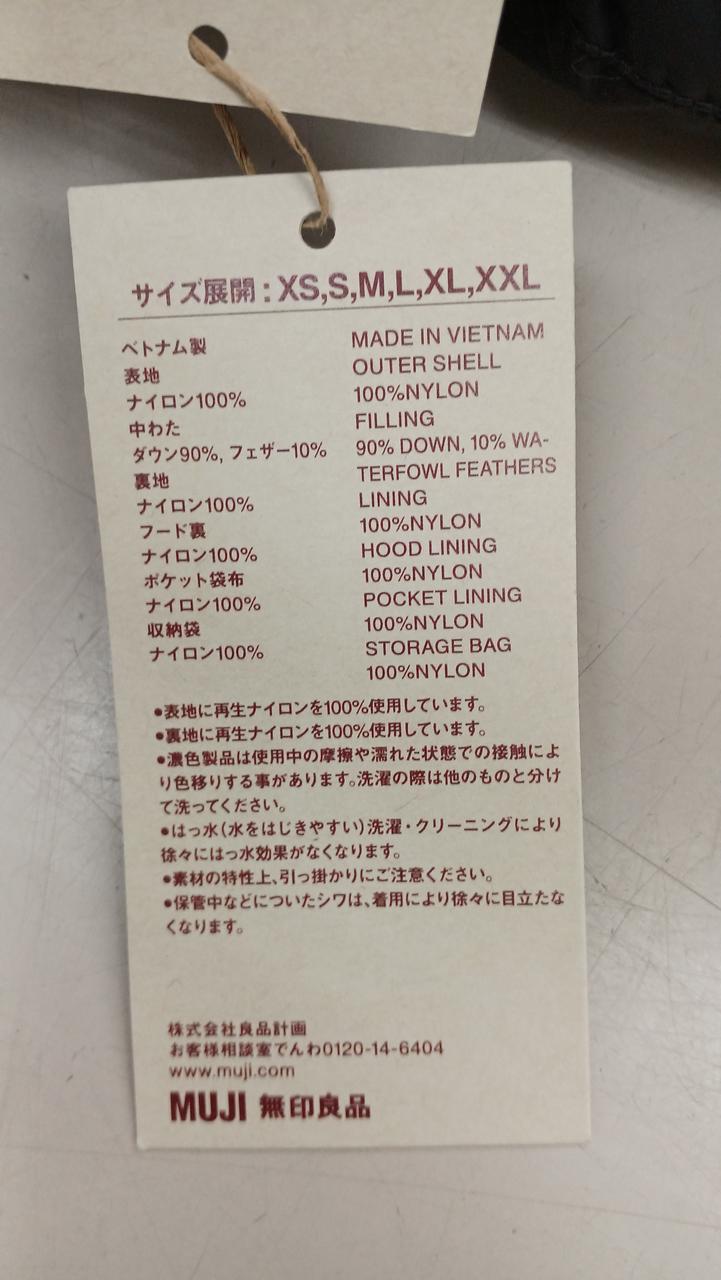 サイズ展開：XS,S,M,L,XL,XXL
ベトナム製
表地
ナイロン100%
中わた
ダウン90%, フェザー10%
裏地
ナイロン100%
フード裏
ナイロン100%
ポケット袋布
ナイロン100%
収納袋
ナイロン100%
MADE IN VIETNAM
OUTER SHELL
100%NYLON
FILLING
90% DOWN, 10% WA-
TERFOWL FEATHERS
LINING
100%NYLON
HOOD LINING
100%NYLON
POCKET LINING
100%NYLON
STORAGE BAG
100%NYLON
●表地に再生ナイロンを100%使用しています。
●裏地に再生ナイロンを100%使用しています。
●濃色製品は使用中の摩擦や濡れた状態での接触によ
り色移りする事があります。洗濯の際は他のものと分け
て洗ってください。
●はっ水（水をはじきやすい）洗濯・クリーニングにより
徐々にはっ水効果がなくなります。
●素材の特性上、引っ掛かりにご注意ください。
●保管中などについたシワは、着用により徐々に目立たな
くなります。
株式会社良品計画
お客様相談室でんわ0120-14-6404
www.muji.com
MUJI 無印良品